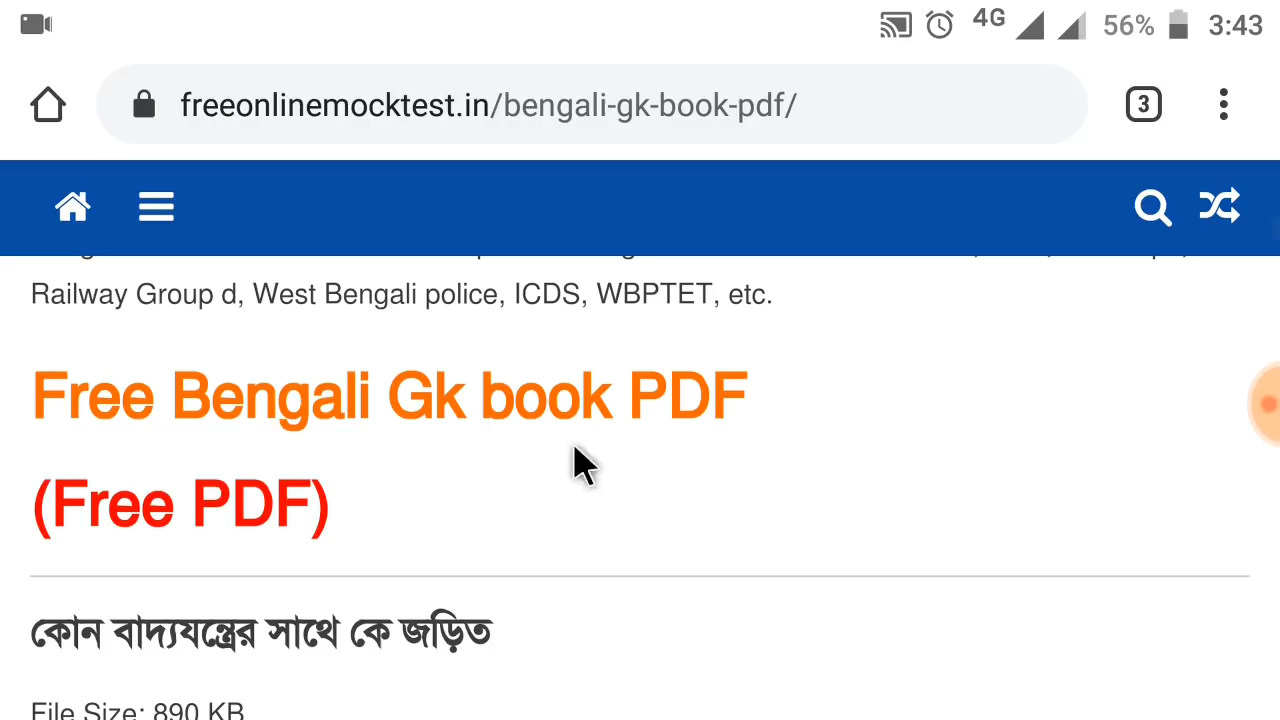 4G 56% 3:43
freeonlinemocktest.in/bengali-gk-book-pdf/ 3
Railway Group d, West Bengali police, ICDS, WBPTET, etc.
Free Bengali Gk book PDF
(Free PDF)
কোন বাদ্যযন্ত্রের সাথে কে জড়িত
File Size: 890 KB